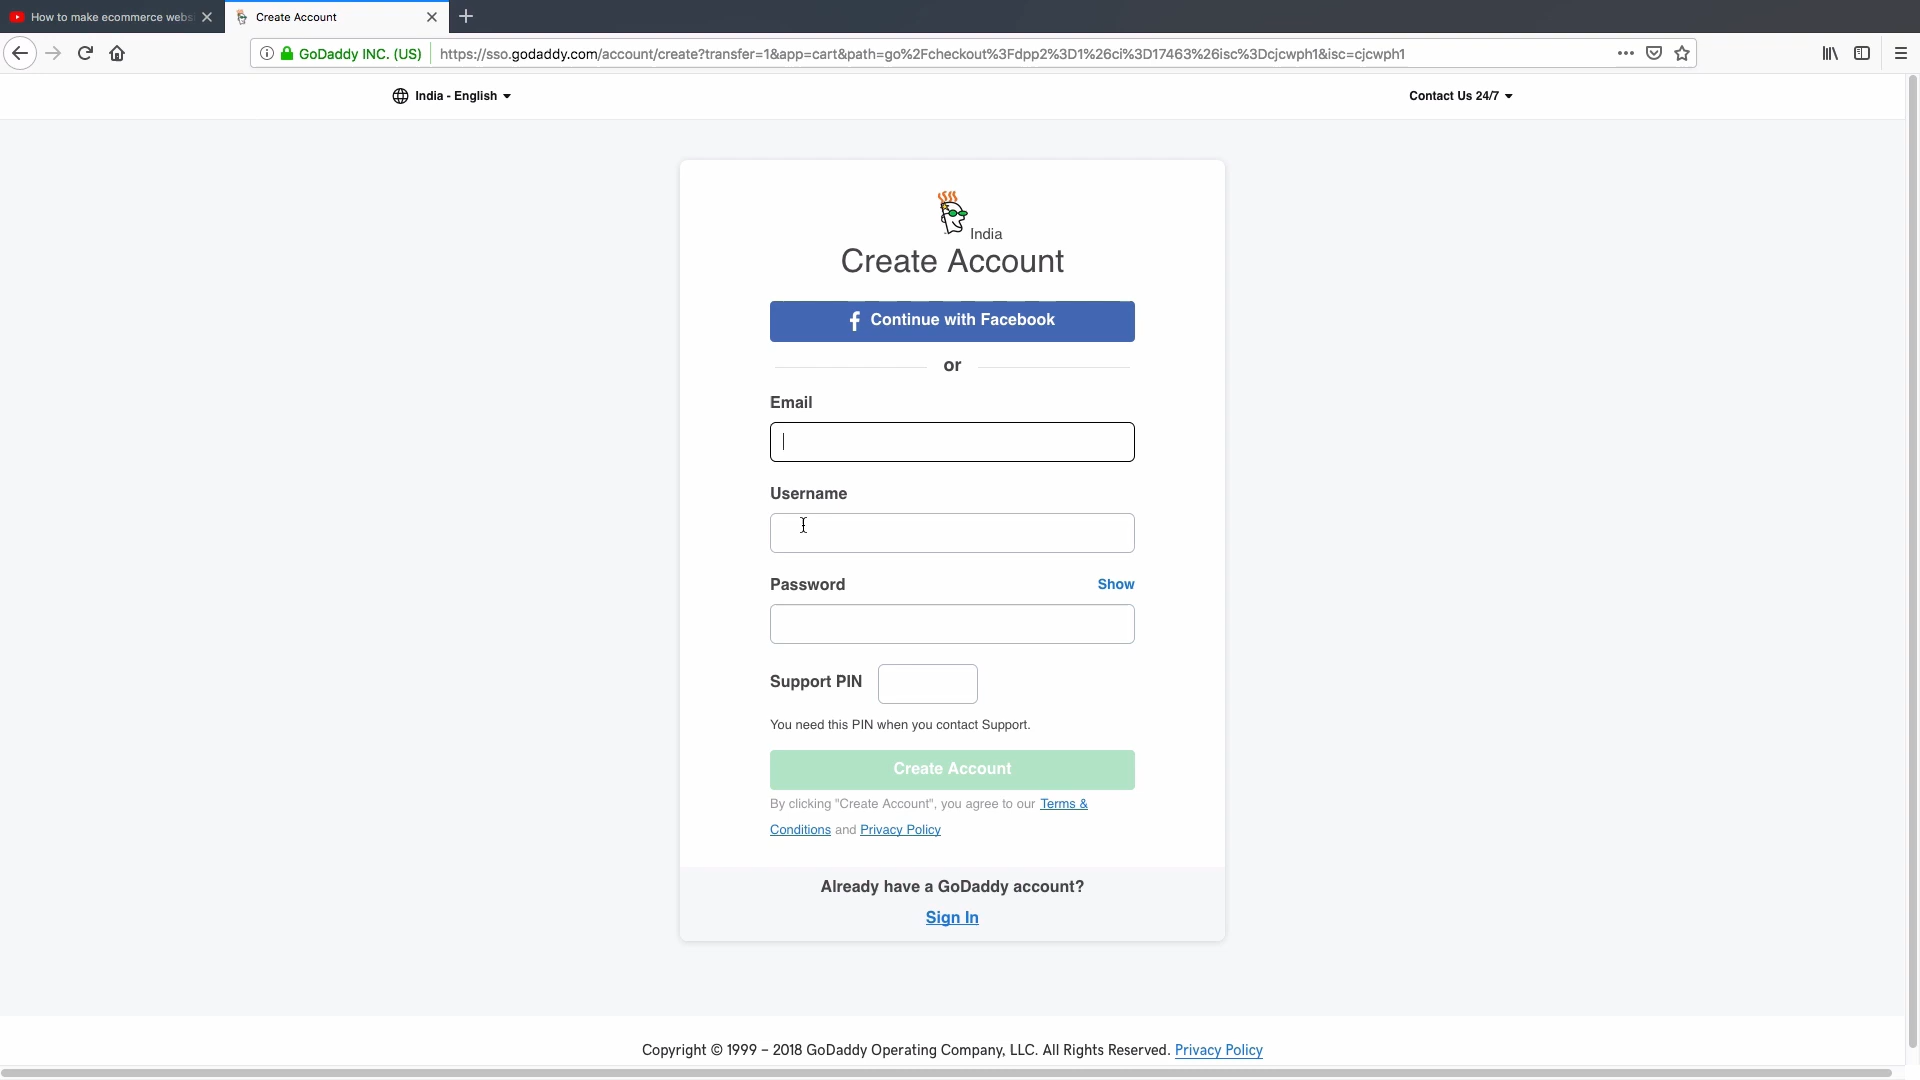 How to make ecommerce webs
Create Account
GoDaddy INC. (US)
https://sso.godaddy.com/account/create?transfer=1&app=cart&path=go%2Fcheckout%3Fdpp2%3D1%26ci%3D17463%26isc%3Dcjcwph1&isc=cjcwph1
India - English
Contact Us 24/7
India
Create Account
Continue with Facebook
or
Email
Username
Password
Show
Support PIN
You need this PIN when you contact Support.
Create Account
By clicking "Create Account", you agree to our Terms &
Conditions and Privacy Policy
Already have a GoDaddy account?
Sign In
Copyright © 1999 – 2018 GoDaddy Operating Company, LLC. All Rights Reserved. Privacy Policy